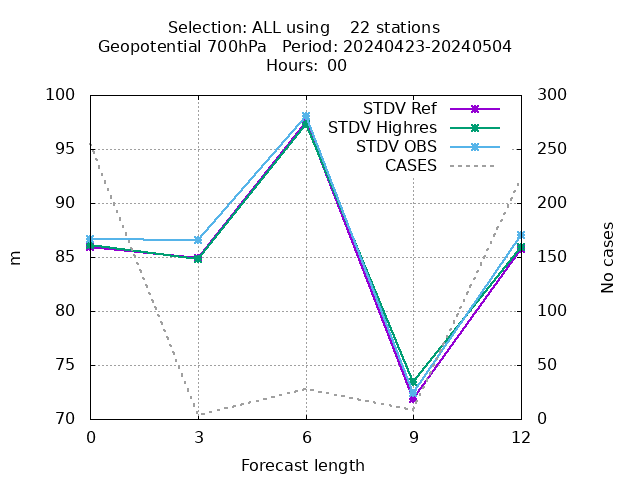 Selection: ALL using    22 stations
Geopotential 700hPa   Period: 20240423-20240504
Hours: 00
STDV Ref
STDV Highres
STDV OBS
CASES
100
95
90
85
80
75
70
300
250
200
150
100
50
0
m
No cases
0 3 6 9 12
Forecast length